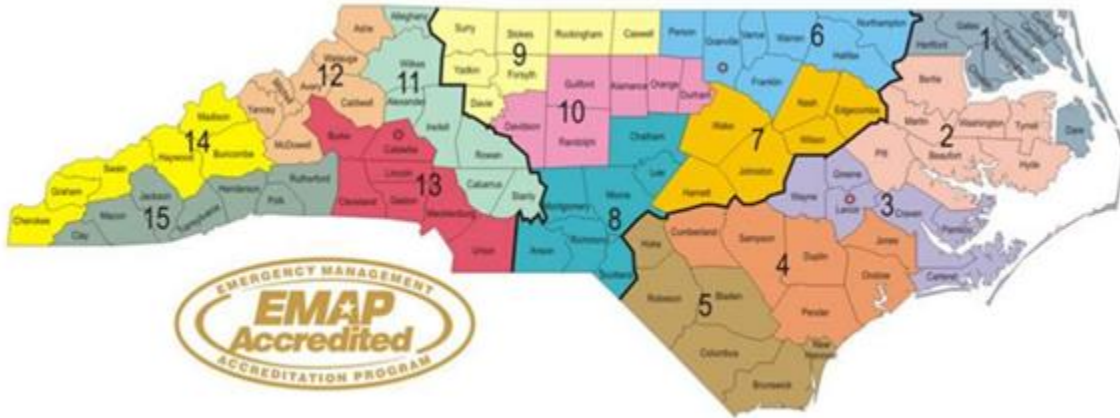 Ashe
Alleghany
Surry
Stokes
Rockingham
Caswell
Person
Granville
Vance
Warren
Northampton
6
Halifax
Hertford
Gates
1
Watauga
12
Wilkes
11
9
Yadkin
Forsyth
Guilford
Alamance
Orange
Durham
Franklin
Bertie
Avery
Caldwell
Alexander
Davie
Davidson
10
Randolph
Nash
Edgecombe
Martin
Washington
Tyrrell
Dare
2
Yancey
Madison
McDowell
Burke
Catawba
Iredell
Rowan
Chatham
Wake
7
Wilson
Pitt
Beaufort
Hyde
14
Haywood
Buncombe
Swain
Graham
Cherokee
Jackson
Henderson
Rutherford
Lincoln
13
Cleveland
Gaston
Mecklenburg
Cabarrus
Stanly
Montgomery
Moore
Lee
Harnett
Johnston
Wayne
Greene
Lenoir
3
Craven
Pamlico
Macon
15
Clay
Transylvania
Polk
Union
Anson
Richmond
8
Scotland
Hoke
Cumberland
Sampson
Duplin
4
Jones
Onslow
Carteret
Robeson
5
Bladen
Pender
Columbus
New
Hanover
Brunswick
EMERGENCY MANAGEMENT
EMAP
Accredited
ACCREDITATION PROGRAM